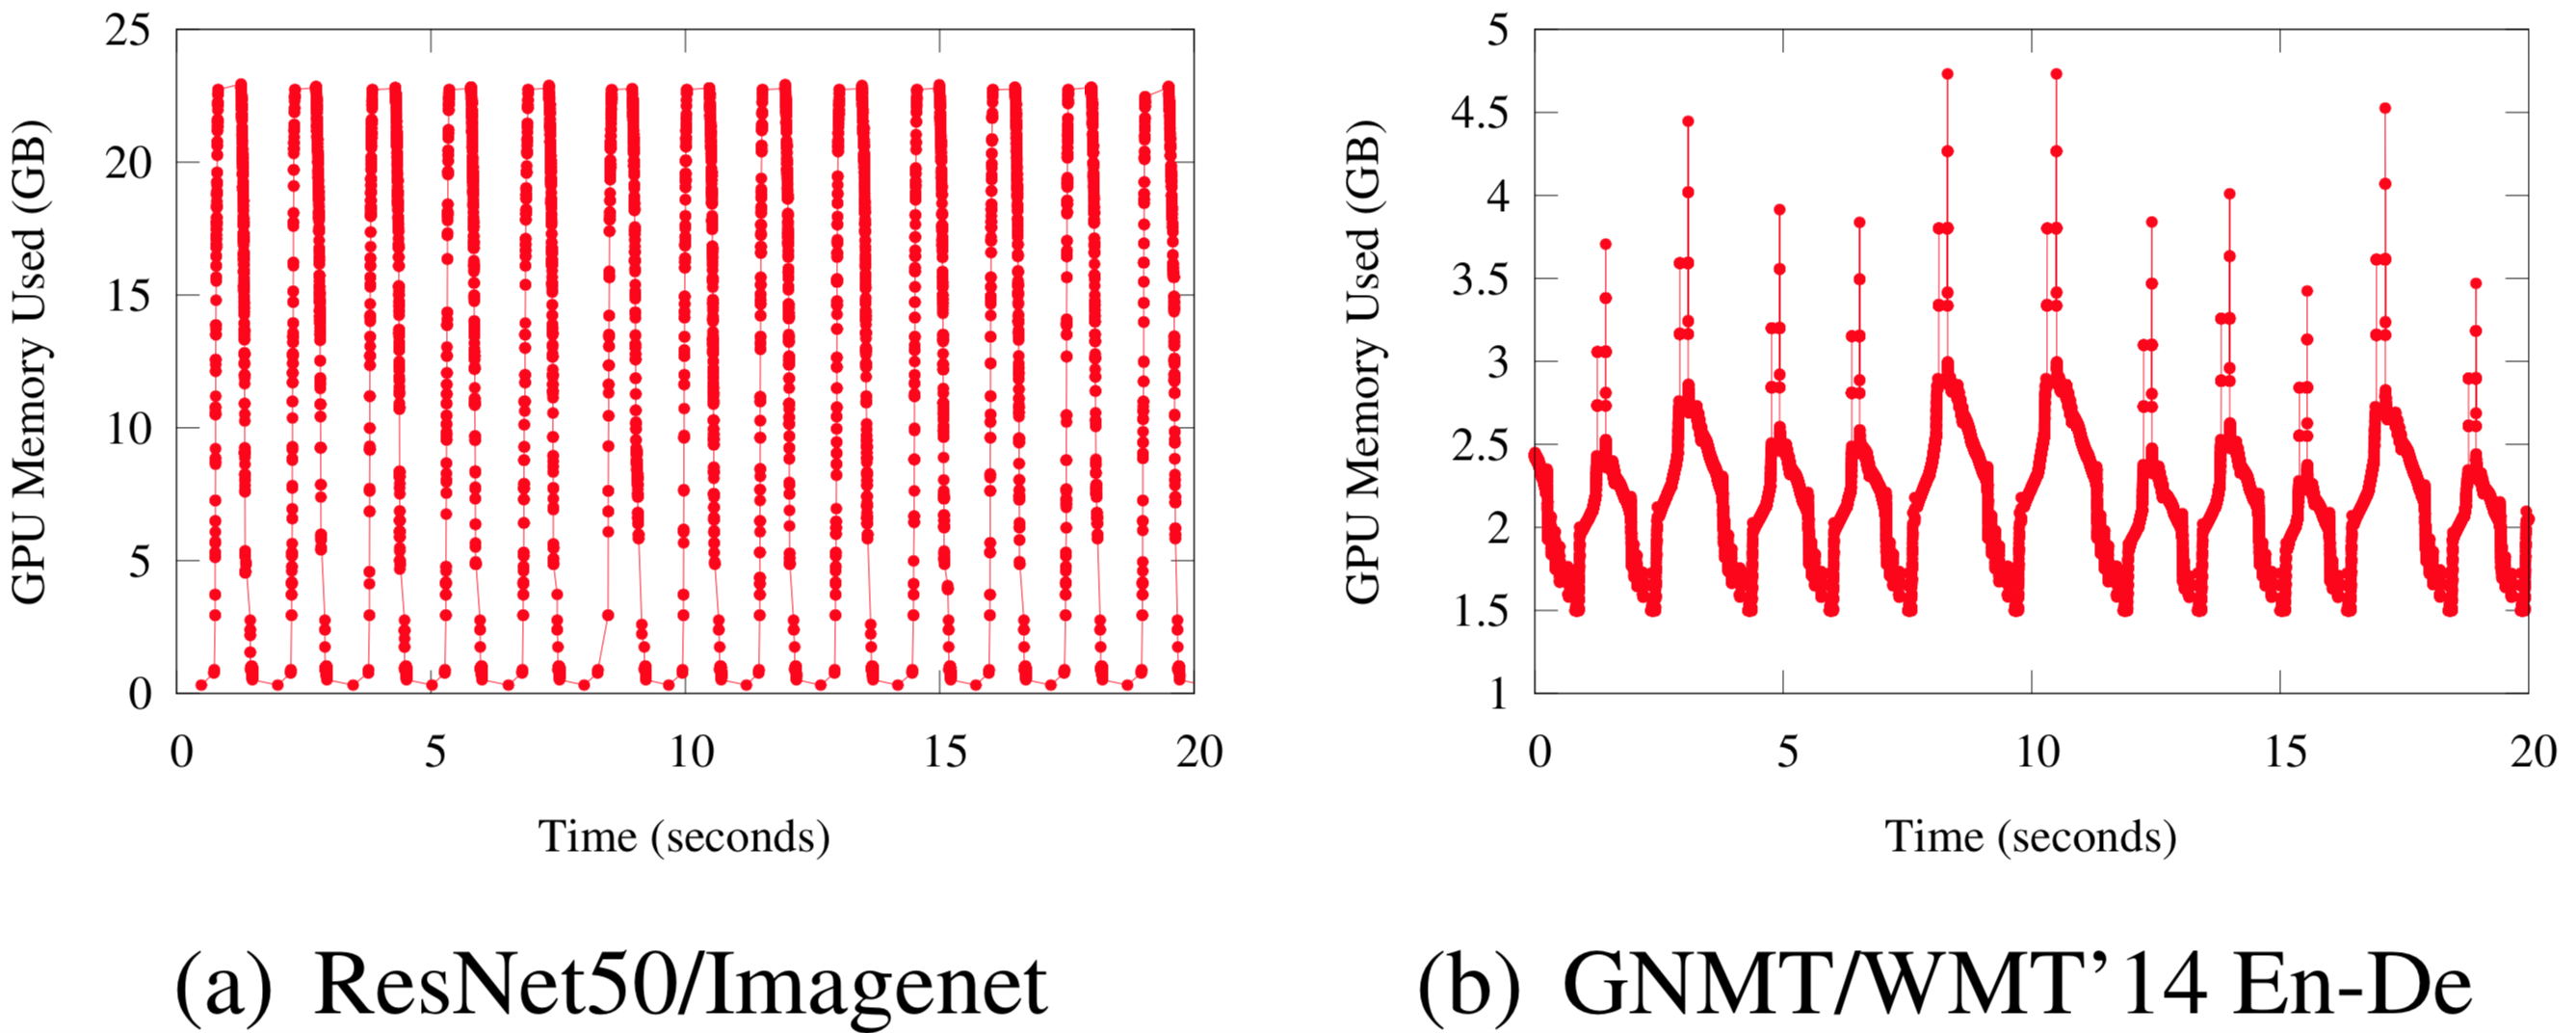 25
20
15
10
5
0
GPU Memory Used (GB)
0 5 10 15 20
Time (seconds)
(a) ResNet50/Imagenet
5
4.5
4
3.5
3
2.5
2
1.5
1
GPU Memory Used (GB)
0 5 10 15 20
Time (seconds)
(b) GNMT/WMT’14 En-De